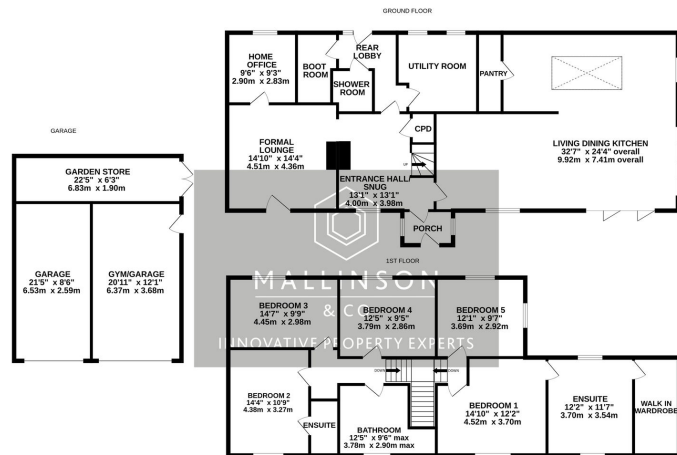 GROUND FLOOR
HOME
OFFICE
9'6" x 9'3"
2.90m x 2.83m
BOOT
ROOM
REAR
LOBBY
SHOWER
ROOM
UTILITY ROOM
PANTRY
FORMAL
LOUNGE
14'10" x 14'4"
4.51m x 4.36m
CPD
UP
LIVING DINING KITCHEN
32'7" x 24'4" overall
9.92m x 7.41m overall
ENTRANCE HALL/
SNUG
13'1" x 13'1"
4.00m x 3.98m
PORCH
GARAGE
GARDEN STORE
22'5" x 6'3"
6.83m x 1.90m
GARAGE
21'5" x 8'6"
6.53m x 2.59m
GYM/GARAGE
20'11" x 12'1"
6.37m x 3.68m
1ST FLOOR
MALLINSON
& CO
INNOVATIVE PROPERTY EXPERTS
BEDROOM 3
14'7" x 9'9"
4.45m x 2.98m
BEDROOM 4
12'5" x 9'5"
3.79m x 2.86m
BEDROOM 5
12'1" x 9'7"
3.69m x 2.92m
DOWN
DOWN
BEDROOM 2
14'4" x 10'9"
4.38m x 3.27m
ENSUITE
BATHROOM
12'5" x 9'6" max
3.78m x 2.90m max
BEDROOM 1
14'10" x 12'2"
4.52m x 3.70m
ENSUITE
12'2" x 11'7"
3.70m x 3.54m
WALK IN
WARDROBE